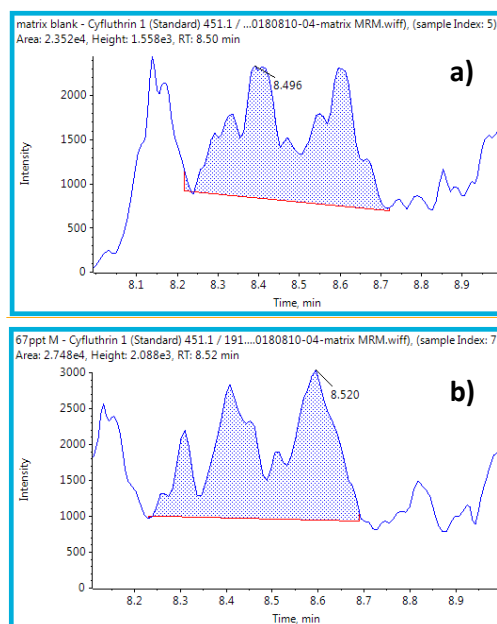 matrix blank - Cyfluthrin 1 (Standard) 451.1 / ...0180810-04-matrix MRM.wiff), (sample Index: 5)
Area: 2.352e4, Height: 1.558e3, RT: 8.50 min
a)
8.496
2000
1500
1000
500
0
Intensity
8.1 8.2 8.3 8.4 8.5 8.6 8.7 8.8 8.9
Time, min
67ppt M - Cyfluthrin 1 (Standard) 451.1 / 191....0180810-04-matrix MRM.wiff), (sample Index: 7
Area: 2.748e4, Height: 2.088e3, RT: 8.52 min
b)
8.520
3000
2500
2000
1500
1000
500
0
Intensity
8.2 8.3 8.4 8.5 8.6 8.7 8.8 8.9
Time, min